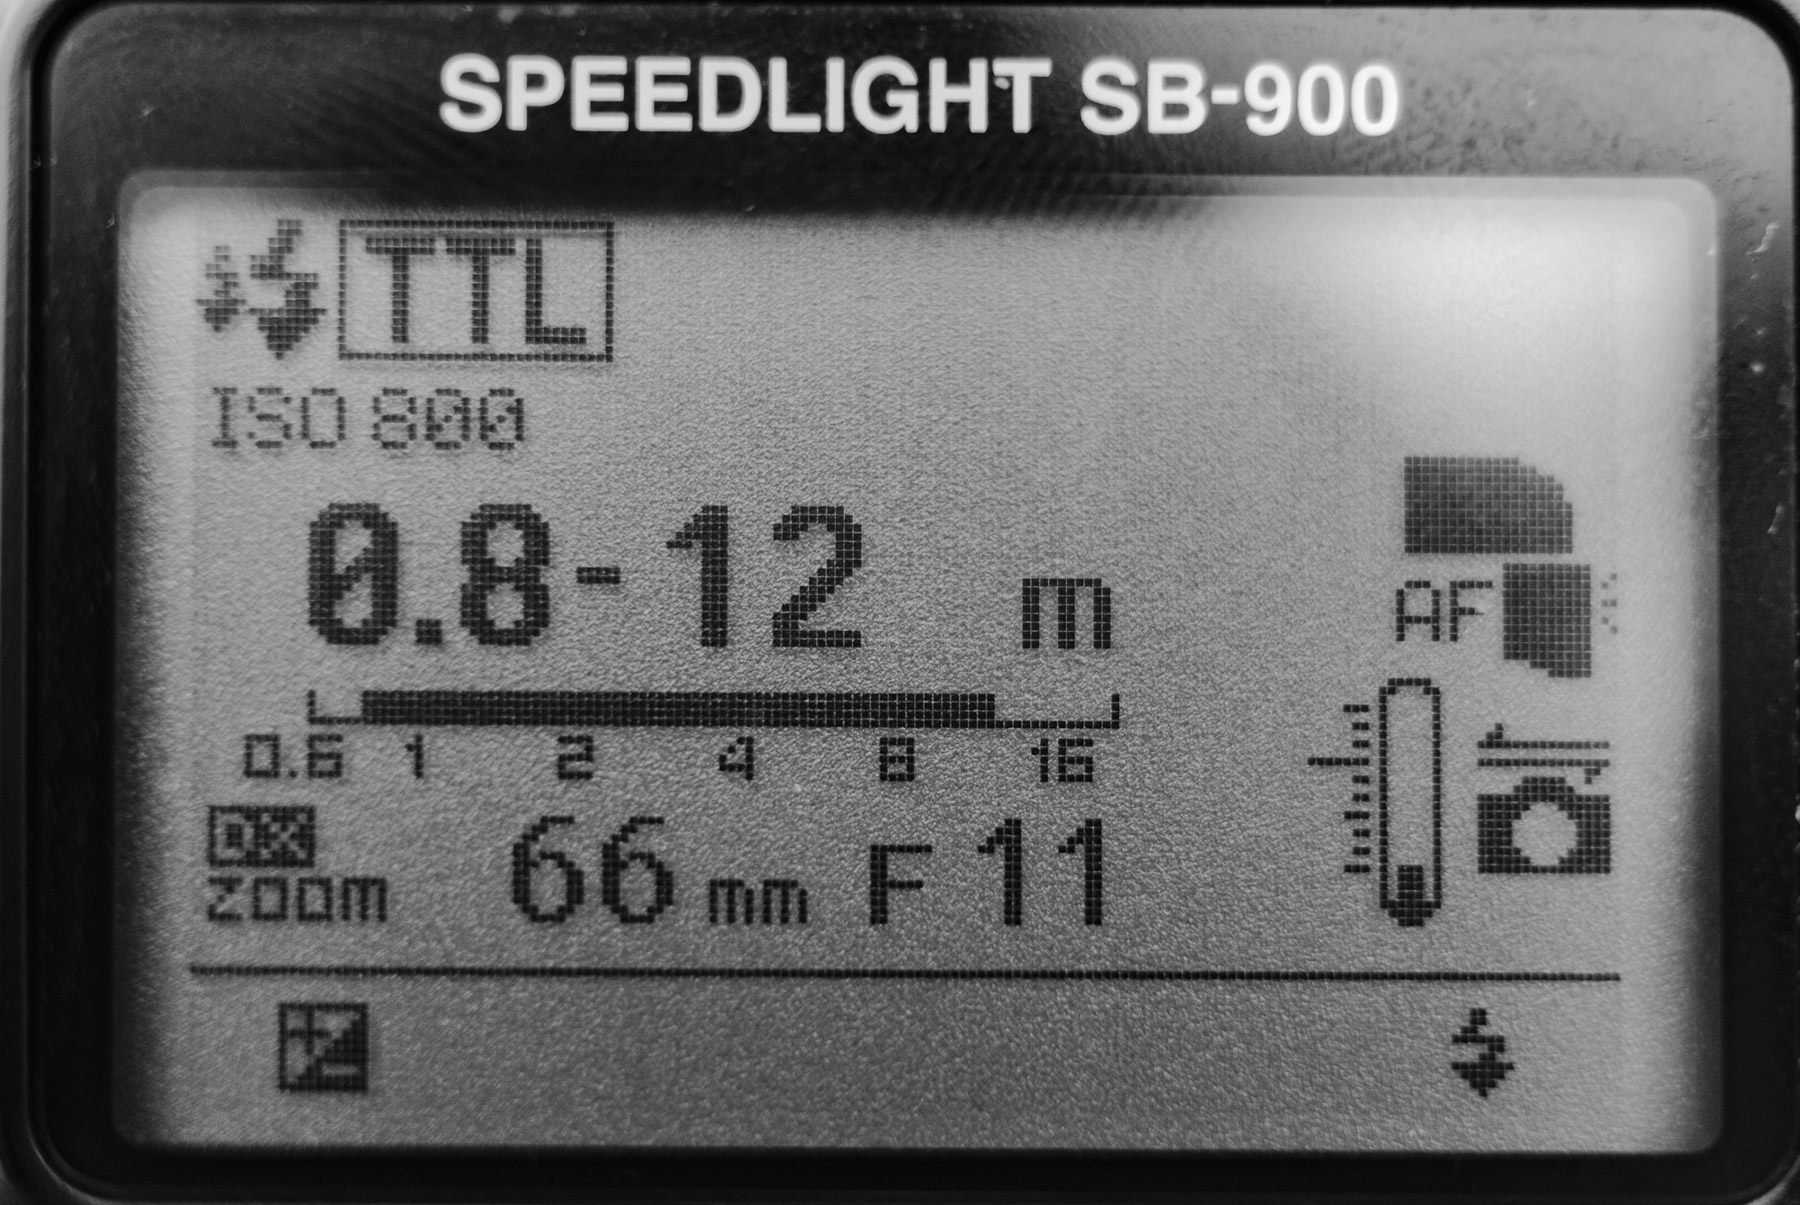 SPEEDLIGHT SB-900
TTL
ISO 800
0.8-12 m
AF
0.6 1 2 4 8 16
DX
zoom 66 mm F 11